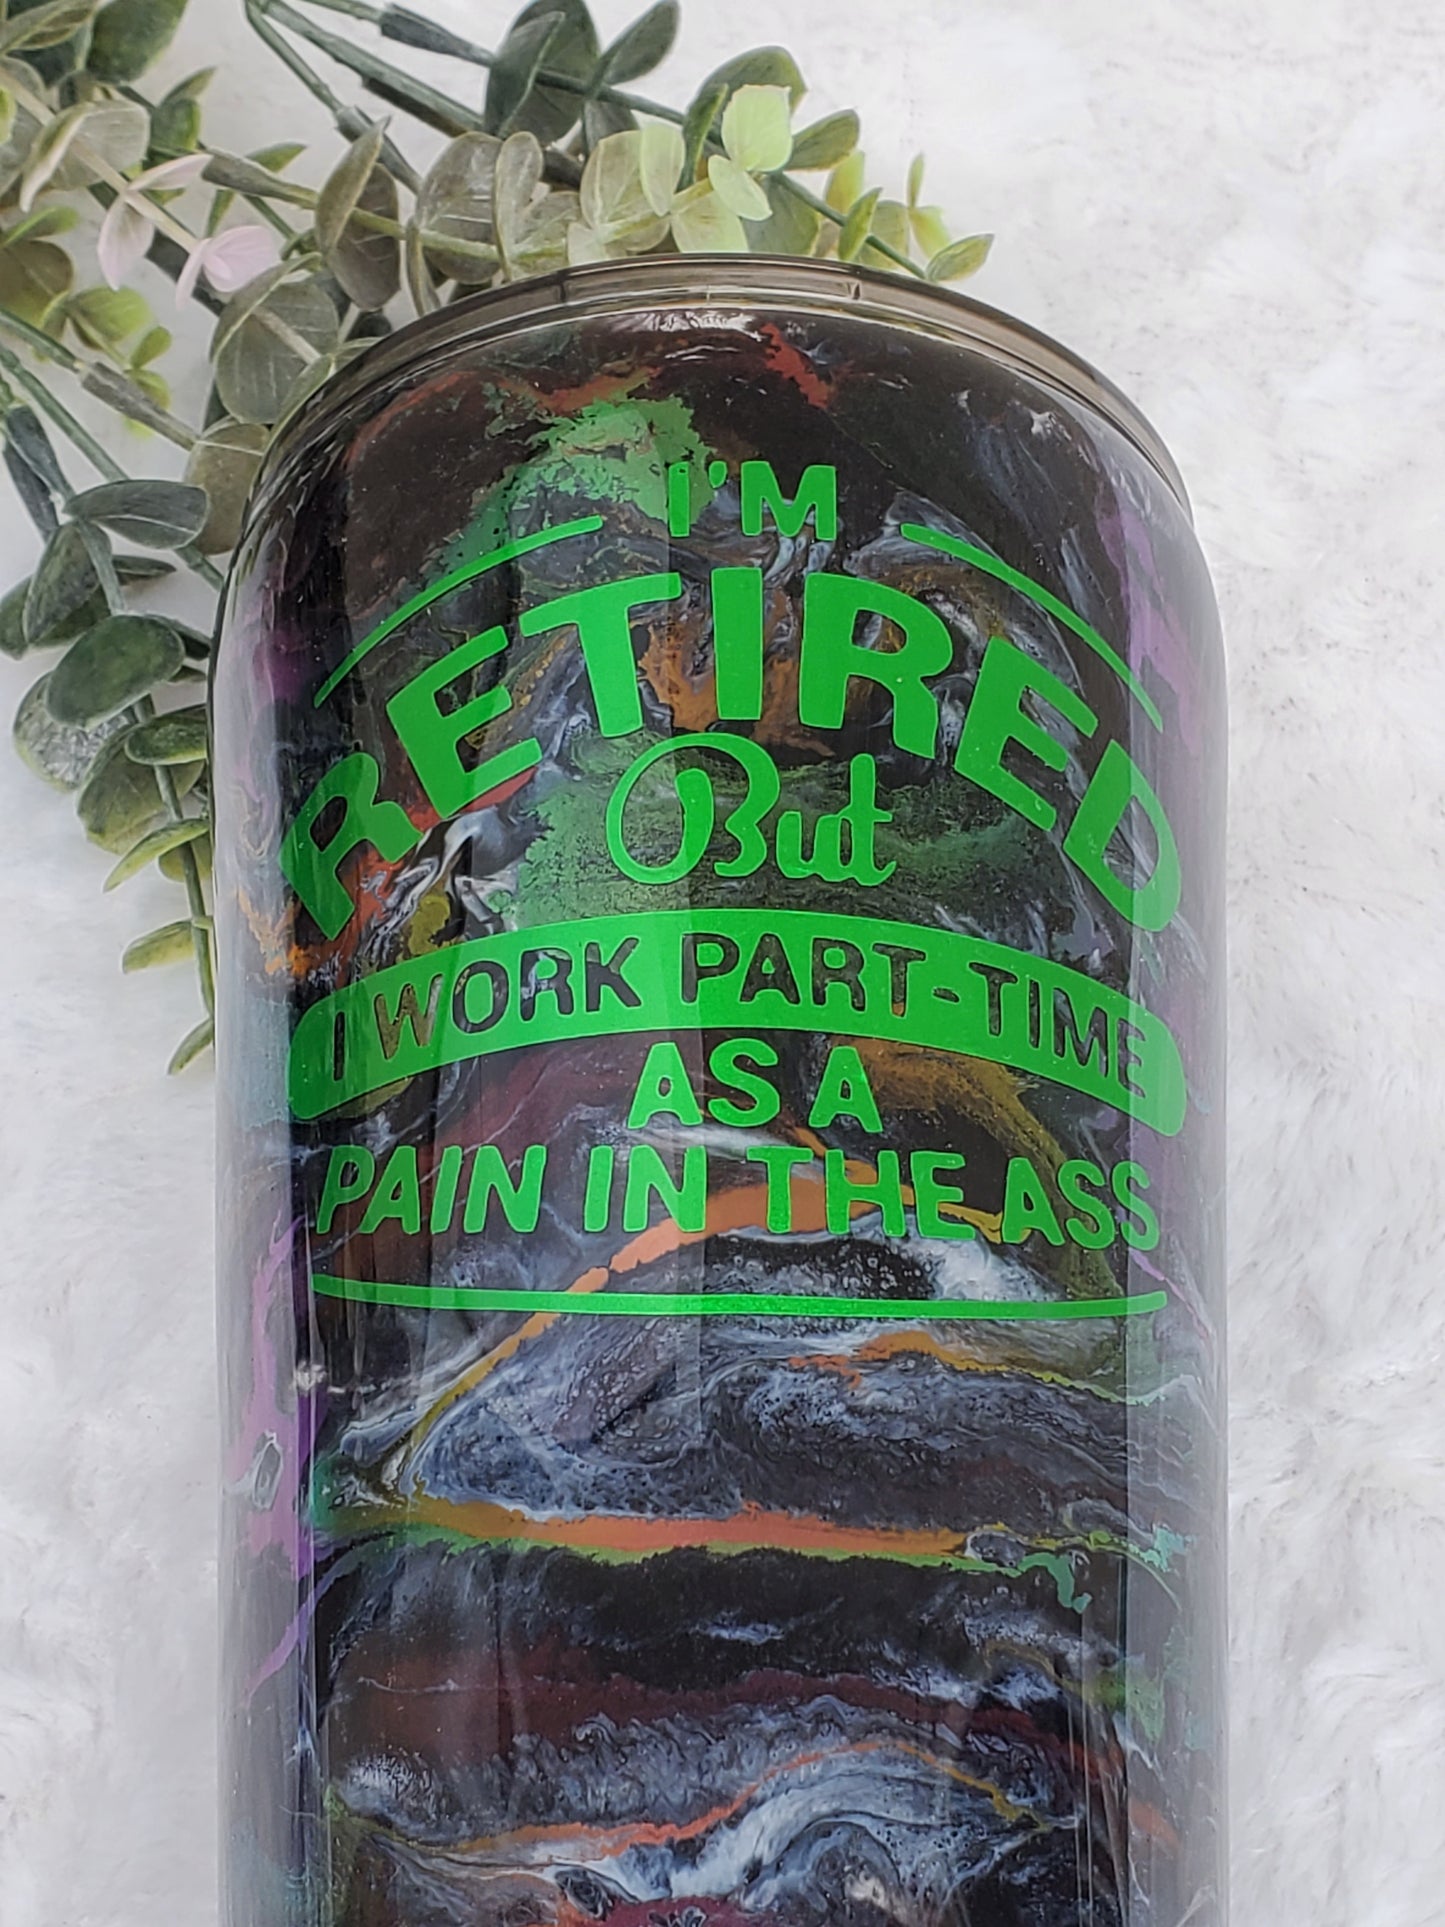 I'M
RETIRED
But
I WORK PART-TIME
AS A
PAIN IN THE ASS